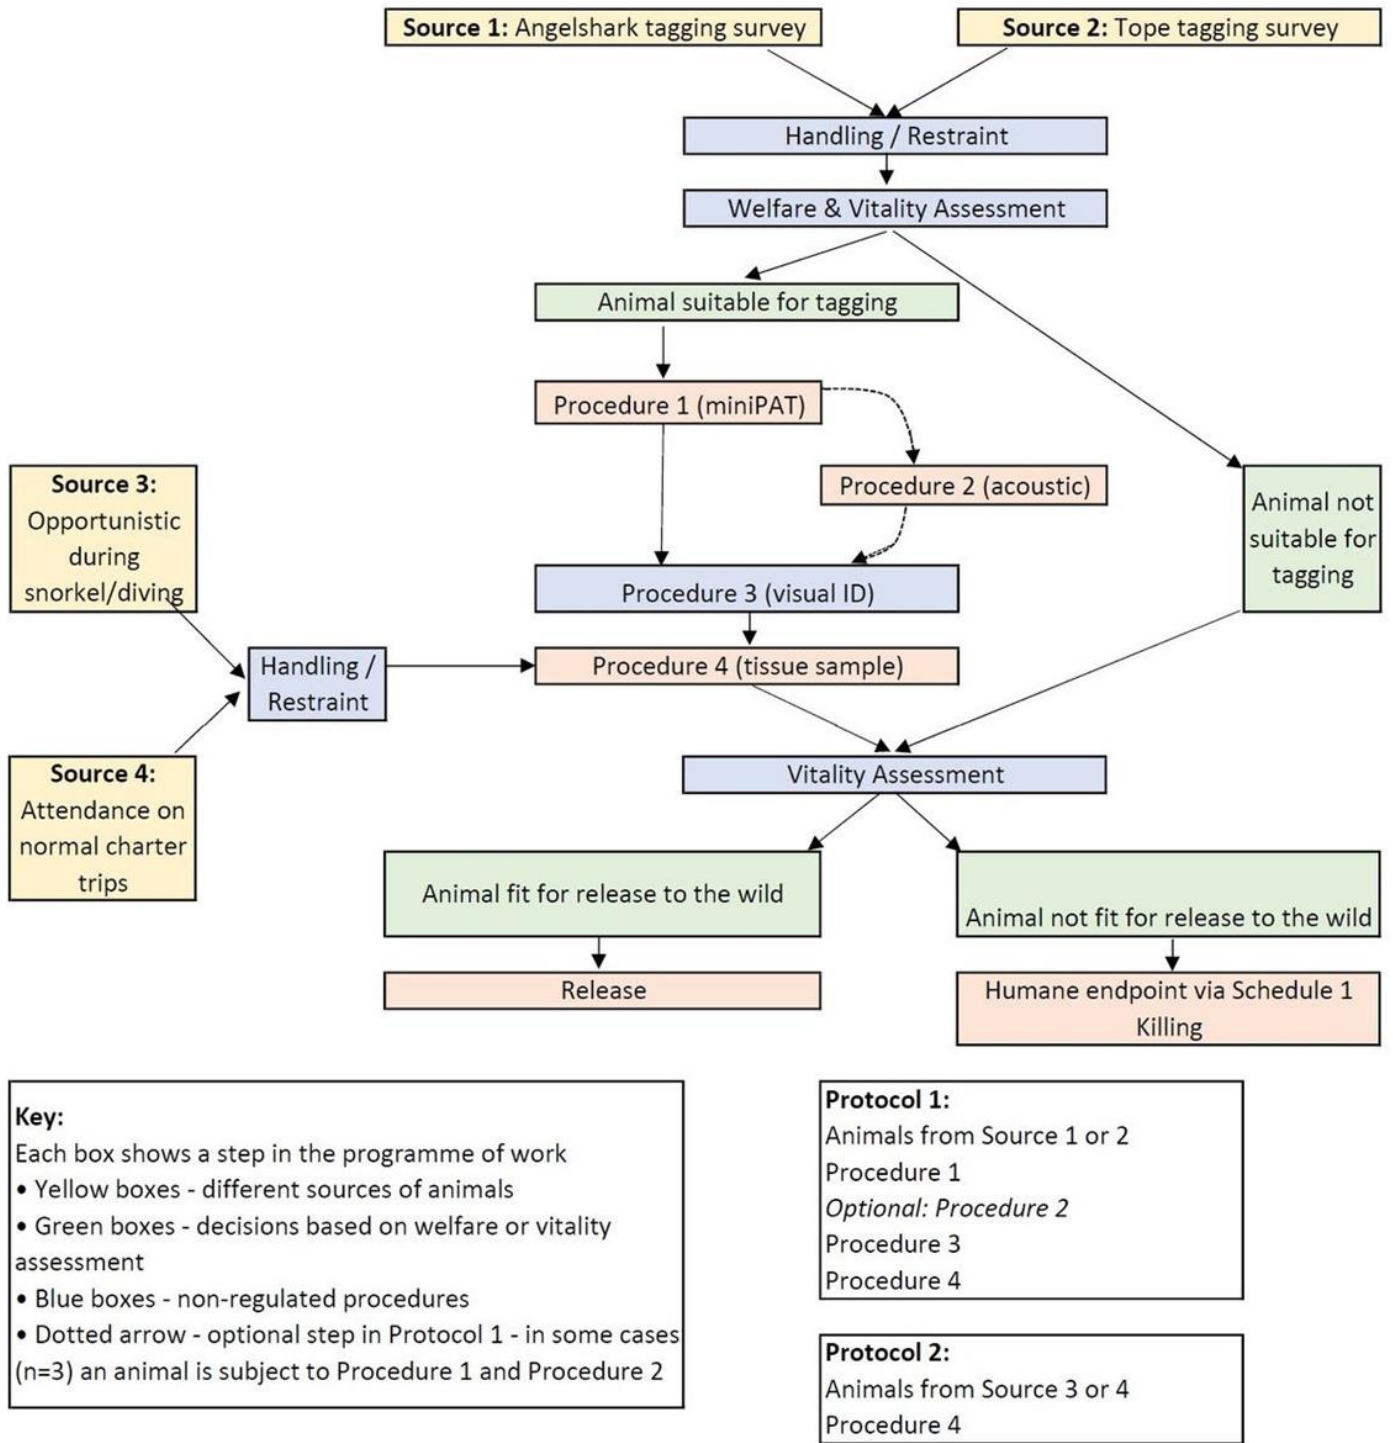 Source 1: Angelshark tagging survey
Source 2: Tope tagging survey
Handling / Restraint
Welfare & Vitality Assessment
Animal suitable for tagging
Procedure 1 (miniPAT)
Procedure 2 (acoustic)
Source 3:
Opportunistic
during
snorkel/diving
Animal not
suitable for
tagging
Procedure 3 (visual ID)
Handling /
Restraint
Procedure 4 (tissue sample)
Source 4:
Attendance on
normal charter
trips
Vitality Assessment
Animal fit for release to the wild
Animal not fit for release to the wild
Release
Humane endpoint via Schedule 1
Killing
Key:
Each box shows a step in the programme of work
• Yellow boxes - different sources of animals
• Green boxes - decisions based on welfare or vitality
assessment
• Blue boxes - non-regulated procedures
• Dotted arrow - optional step in Protocol 1 - in some cases
(n=3) an animal is subject to Procedure 1 and Procedure 2
Protocol 1:
Animals from Source 1 or 2
Procedure 1
Optional: Procedure 2
Procedure 3
Procedure 4
Protocol 2:
Animals from Source 3 or 4
Procedure 4